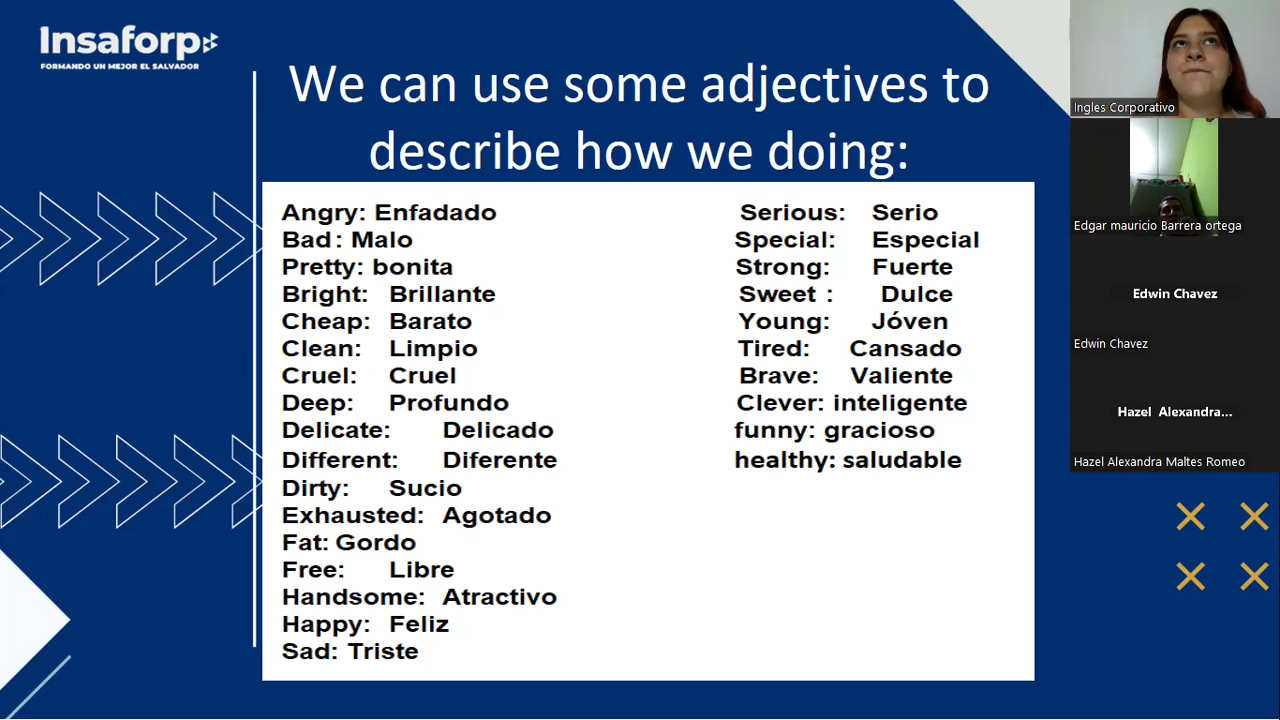 Insaforp
FORMANDO UN MEJOR EL SALVADOR
We can use some adjectives to
describe how we doing:
Angry: Enfadado
Bad: Malo
Pretty: bonita
Bright: Brillante
Cheap: Barato
Clean: Limpio
Cruel: Cruel
Deep: Profundo
Delicate: Delicado
Different: Diferente
Dirty: Sucio
Exhausted: Agotado
Fat: Gordo
Free: Libre
Handsome: Atractivo
Happy: Feliz
Sad: Triste
Serious: Serio
Special: Especial
Strong: Fuerte
Sweet : Dulce
Young: Jóven
Tired: Cansado
Brave: Valiente
Clever: inteligente
funny: gracioso
healthy: saludable
Ingles Corporativo
Edgar mauricio Barrera ortega
Edwin Chavez
Edwin Chavez
Hazel Alexandra...
Hazel Alexandra Maltes Romeo